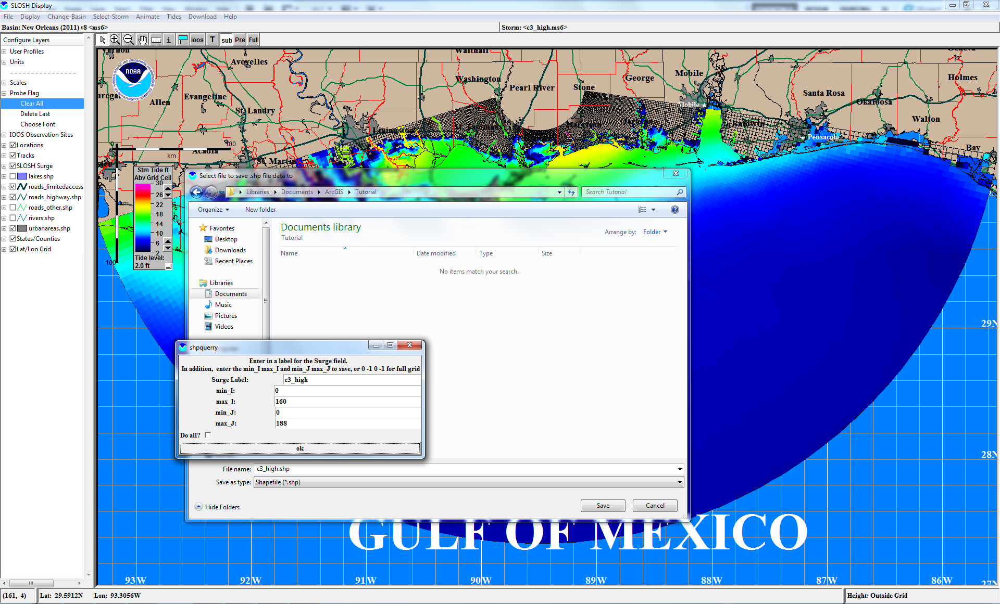 SLOSH Display
File Display Change-Basin Select-Storm Animate Tides Download Help
Basin: New Orleans (2011) v8 <ms6>
Storm: <c3_high.ms6>
Configure Layers
User Profiles
Units
Scales
Probe Flag
Clear All
Delete Last
Choose Font
IOOS Observation Sites
Locations
Tracks
SLOSH Surge
lakes.shp
roads_limitedaccess
roads_highway.shp
roads_other.shp
rivers.shp
urbanareas.shp
States/Counties
Lat/Lon Grid
i ioos T sub Pre Full
Vernon
Avoyelles
Walthall
Geneva
NOAA
Washington
Pearl River
Stone
George
Mobile
Holmes
Allen
Evangeline
Santa Rosa
Okaloosa
Mobile
St. Landry
Livingston
Baldwin
Walton
Pensacola
Bay
0 100
km
Acadia
St. Martin
km
100
Stm Tide ft
Abv Grid Cell
30
26
22
18
14
10
6
2
Tide level:
2.0 ft
Select file to save .shp file data to
Libraries Documents ArcGIS Tutorial
Search Tutorial
Organize New folder
Favorites
Desktop
Downloads
Recent Places
Libraries
Documents
Music
Pictures
Videos
Documents library
Tutorial
Arrange by: Folder
Name Date modified Type Size
No items match your search.
shpquerry
Enter in a label for the Surge field.
In addition, enter the min_I max_I and min_J max_J to save, or 0 -1 0 -1 for full grid
Surge Label: c3_high
min_I: 0
max_I: 160
min_J: 0
max_J: 188
Do all?
ok
File name: c3_high.shp
Save as type: Shapefile (*.shp)
Hide Folders
Save
Cancel
GULF OF MEXICO
29N
28N
27N
93W 92W 91W 90W 89W 88W 87W 86W
(161, 4)
Lat: 29.5912N Lon: 93.3056W
Height: Outside Grid